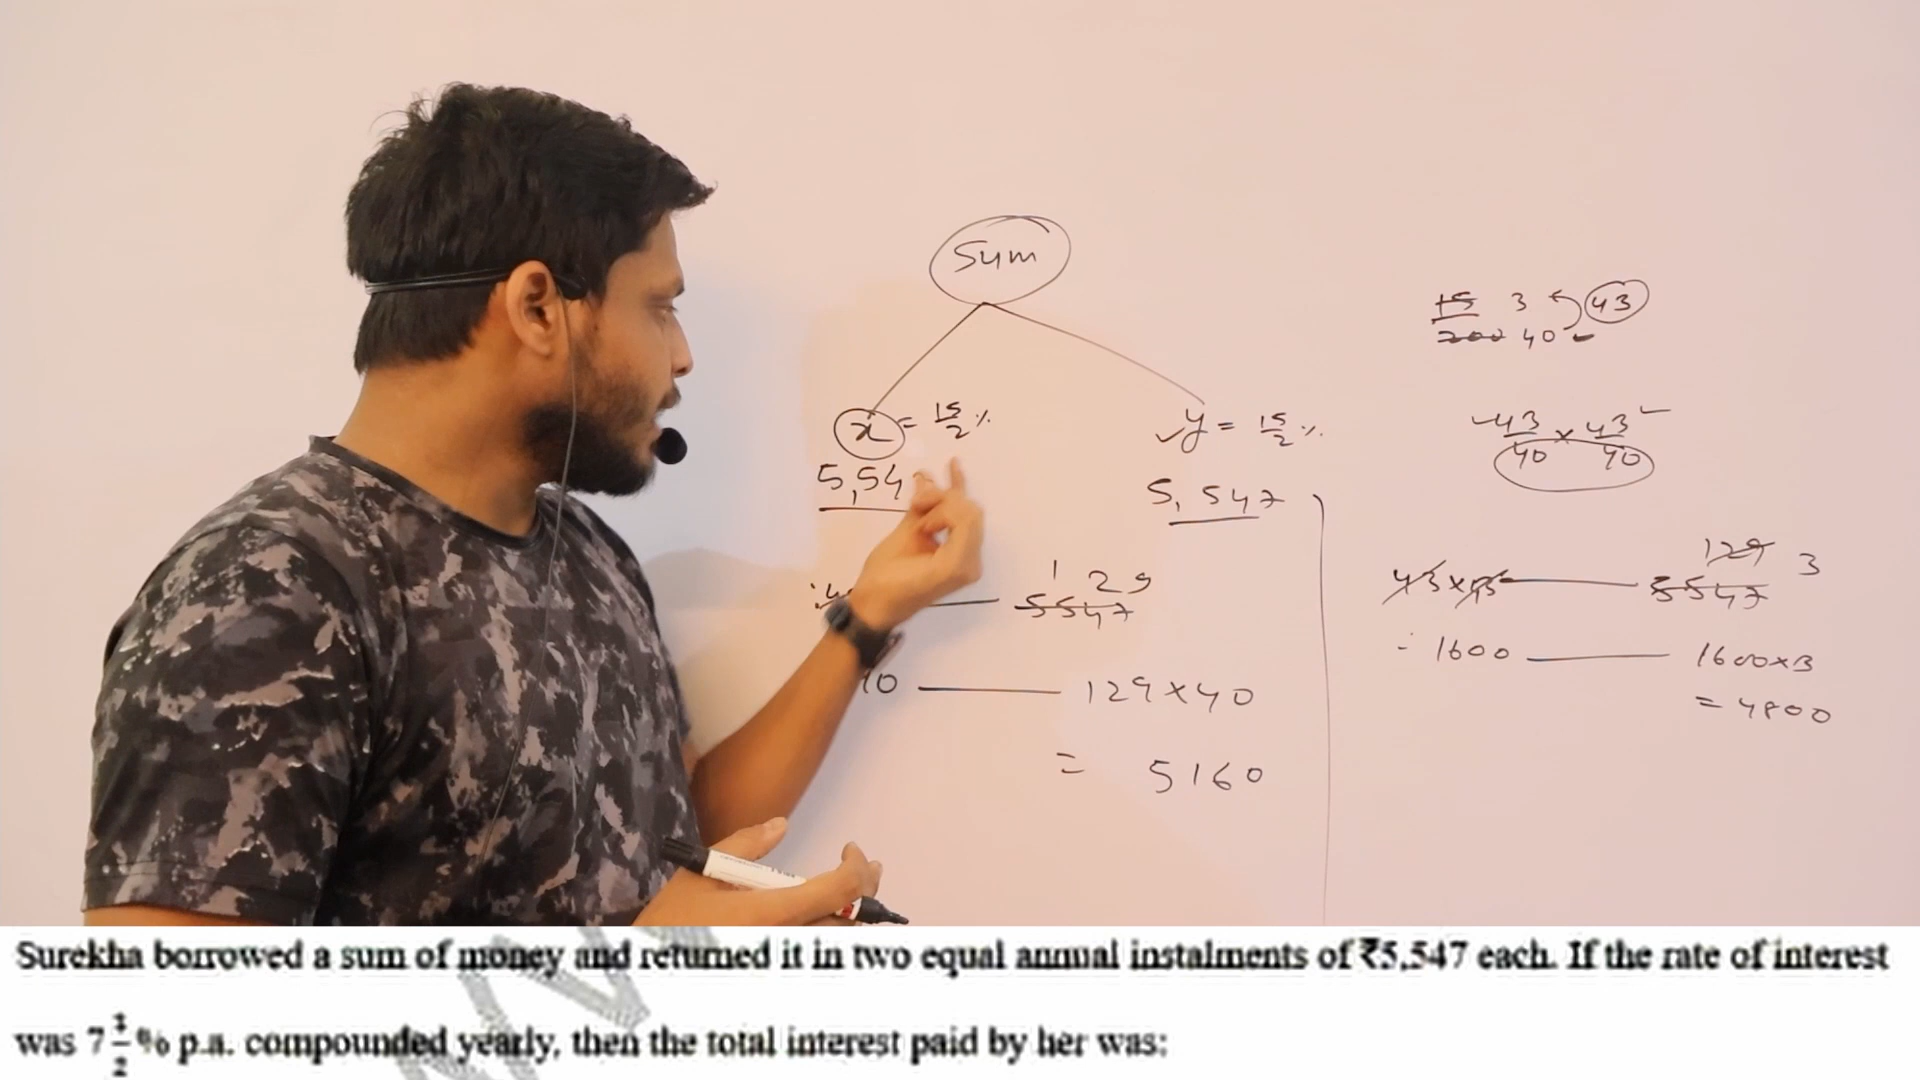 Sum
x = 15/2 %
5,54
y = 15/2 %
5,547
129
5547
40 129×40
= 5160
15 3 43
200 40
43/40 × 43/40
129 3
43×43 5547
1600 1600×3
= 4800
Surekha borrowed a sum of money and returned it in two equal annual instalments of ₹5,547 each. If the rate of interest
was 7 % p.a. compounded yearly, then the total interest paid by her was: